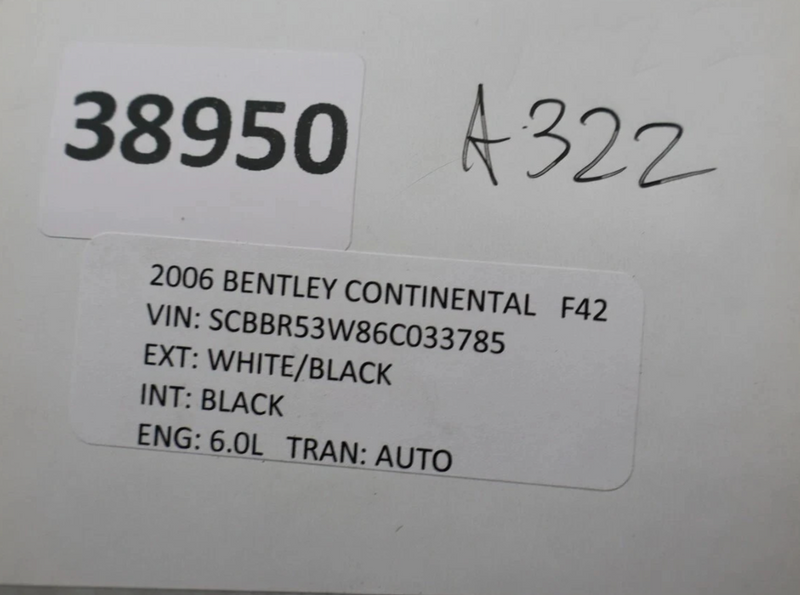 38950
A322
2006 BENTLEY CONTINENTAL F42
VIN: SCBBR53W86C033785
EXT: WHITE/BLACK
INT: BLACK
ENG: 6.0L TRAN: AUTO